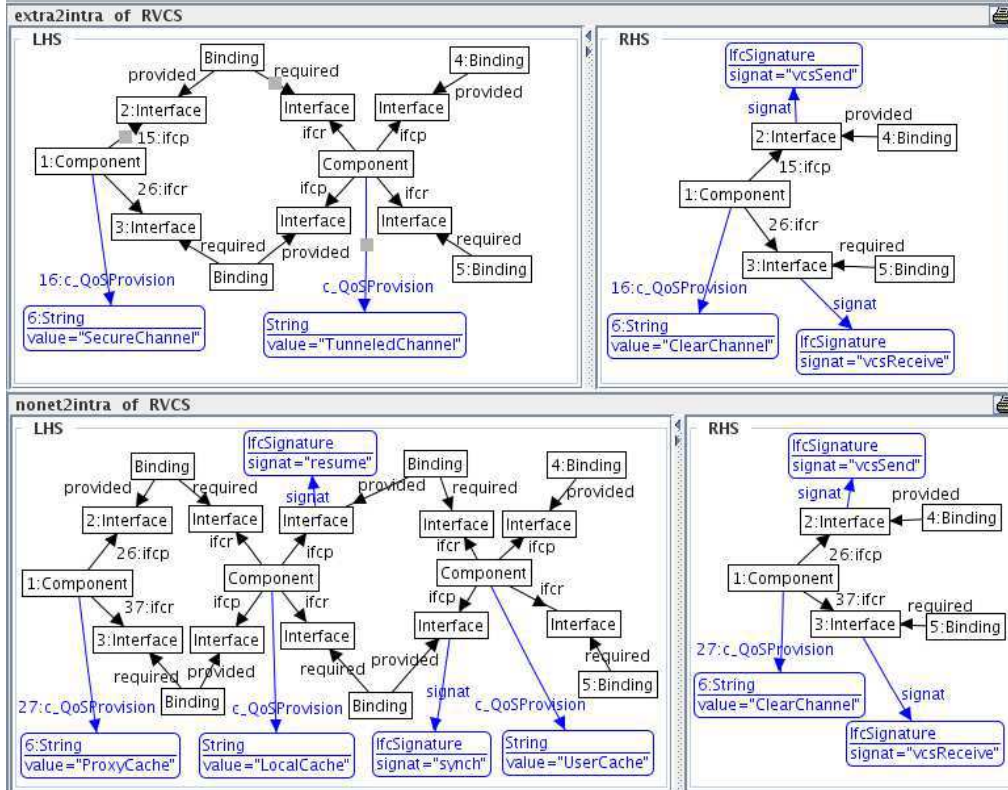 extra2intra of RVCS
LHS
Binding
provided
required
4:Binding
2:Interface
Interface
Interface
provided
15:ifcp
ifcr
ifcp
1:Component
Component
26:ifcr
ifcp
ifcr
3:Interface
Interface
Interface
required
provided
required
Binding
5:Binding
16:c_QoSProvision
c_QoSProvision
6:String
value="SecureChannel"
String
value="TunneledChannel"
RHS
IfcSignature
signat="vcsSend"
signat
provided
2:Interface
4:Binding
15:ifcp
1:Component
26:ifcr
required
3:Interface
5:Binding
16:c_QoSProvision
signat
6:String
value="ClearChannel"
IfcSignature
signat="vcsReceive"
nonet2intra of RVCS
LHS
IfcSignature
signat="resume"
Binding
Binding
4:Binding
provided
required
signat
provided
required
provided
2:Interface
Interface
Interface
Interface
Interface
26:ifcp
ifcr
ifcp
ifcr
ifcp
1:Component
Component
Component
37:ifcr
ifcp
ifcr
ifcp
ifcr
3:Interface
Interface
Interface
Interface
Interface
required
provided
required
provided
required
Binding
Binding
5:Binding
signat
27:c_QoSProvision
c_QoSProvision
c_QoSProvision
6:String
value="ProxyCache"
String
value="LocalCache"
IfcSignature
signat="synch"
String
value="UserCache"
RHS
IfcSignature
signat="vcsSend"
signat
provided
2:Interface
4:Binding
26:ifcp
1:Component
37:ifcr
required
3:Interface
5:Binding
27:c_QoSProvision
signat
6:String
value="ClearChannel"
IfcSignature
signat="vcsReceive"